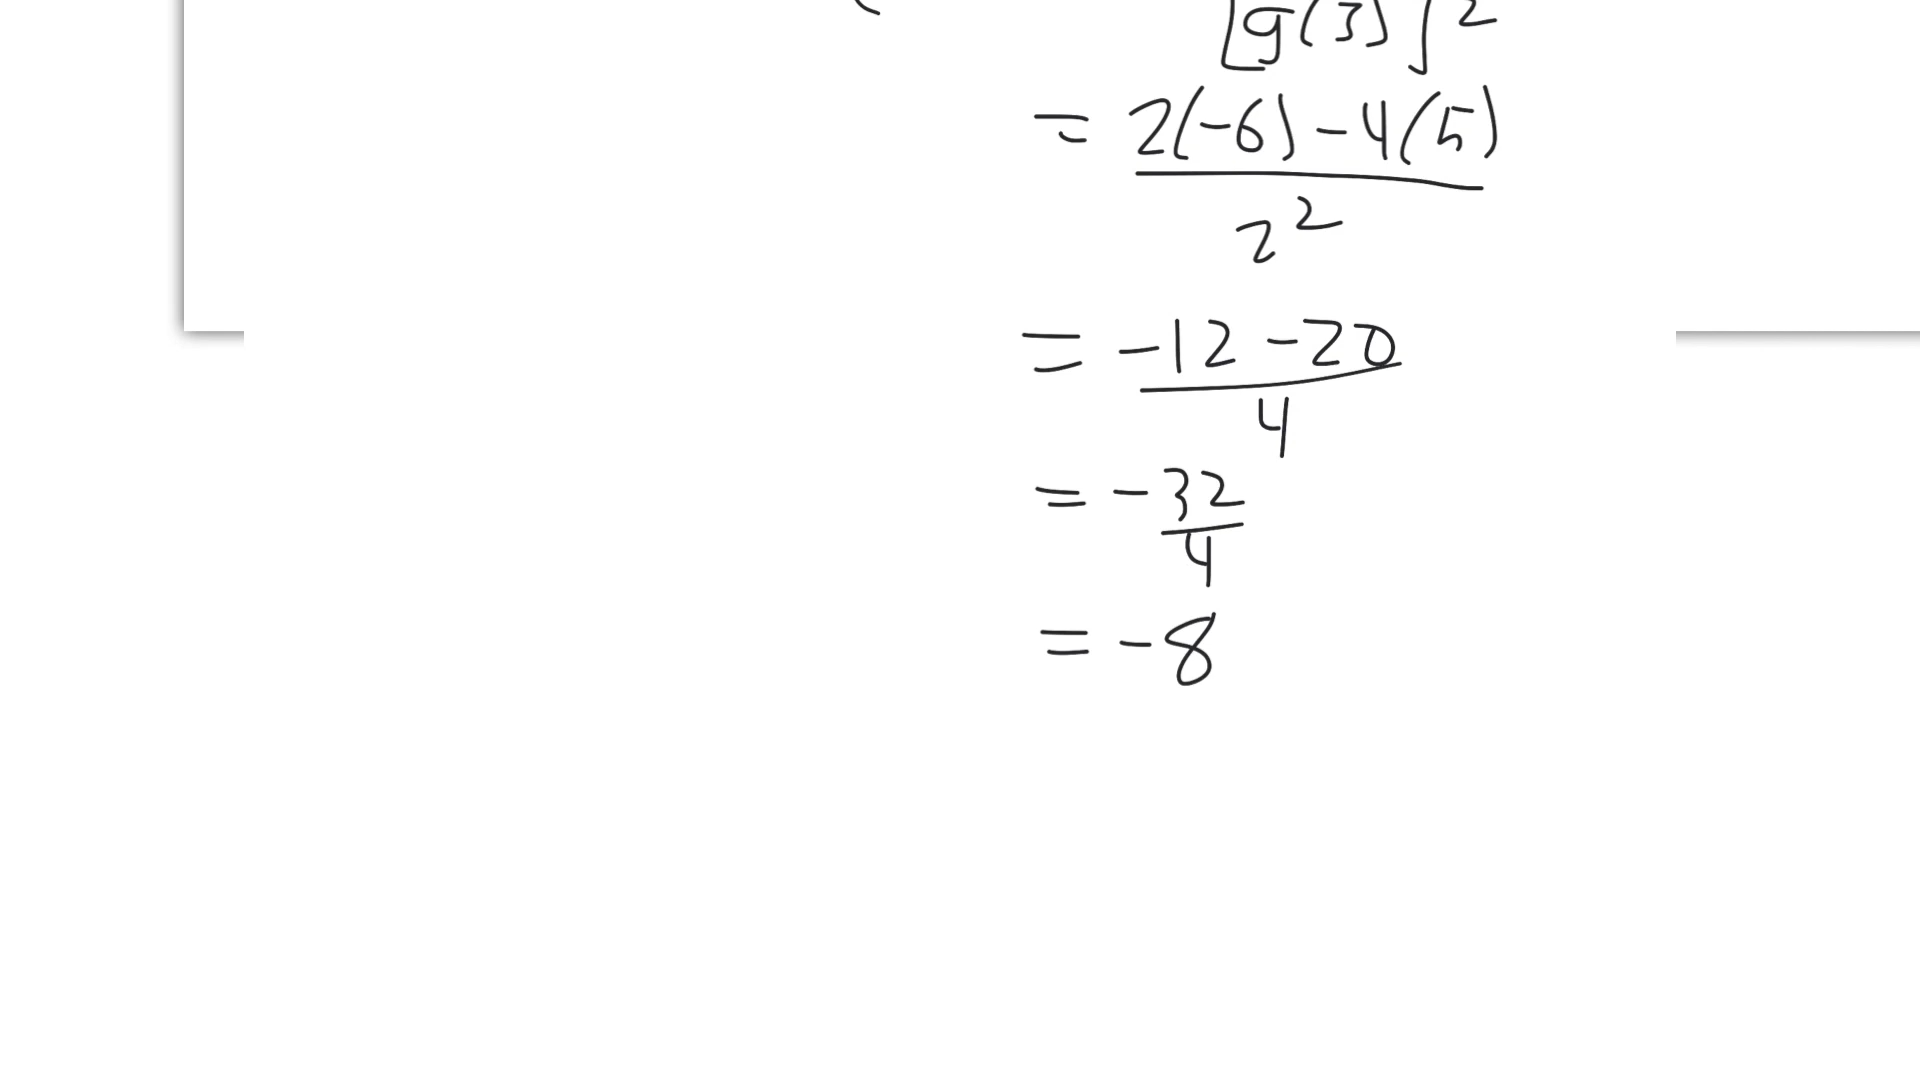 [g(3)]²
= 2(-6) - 4(5)
2²
= -12 - 20
4
= -32
4
= -8